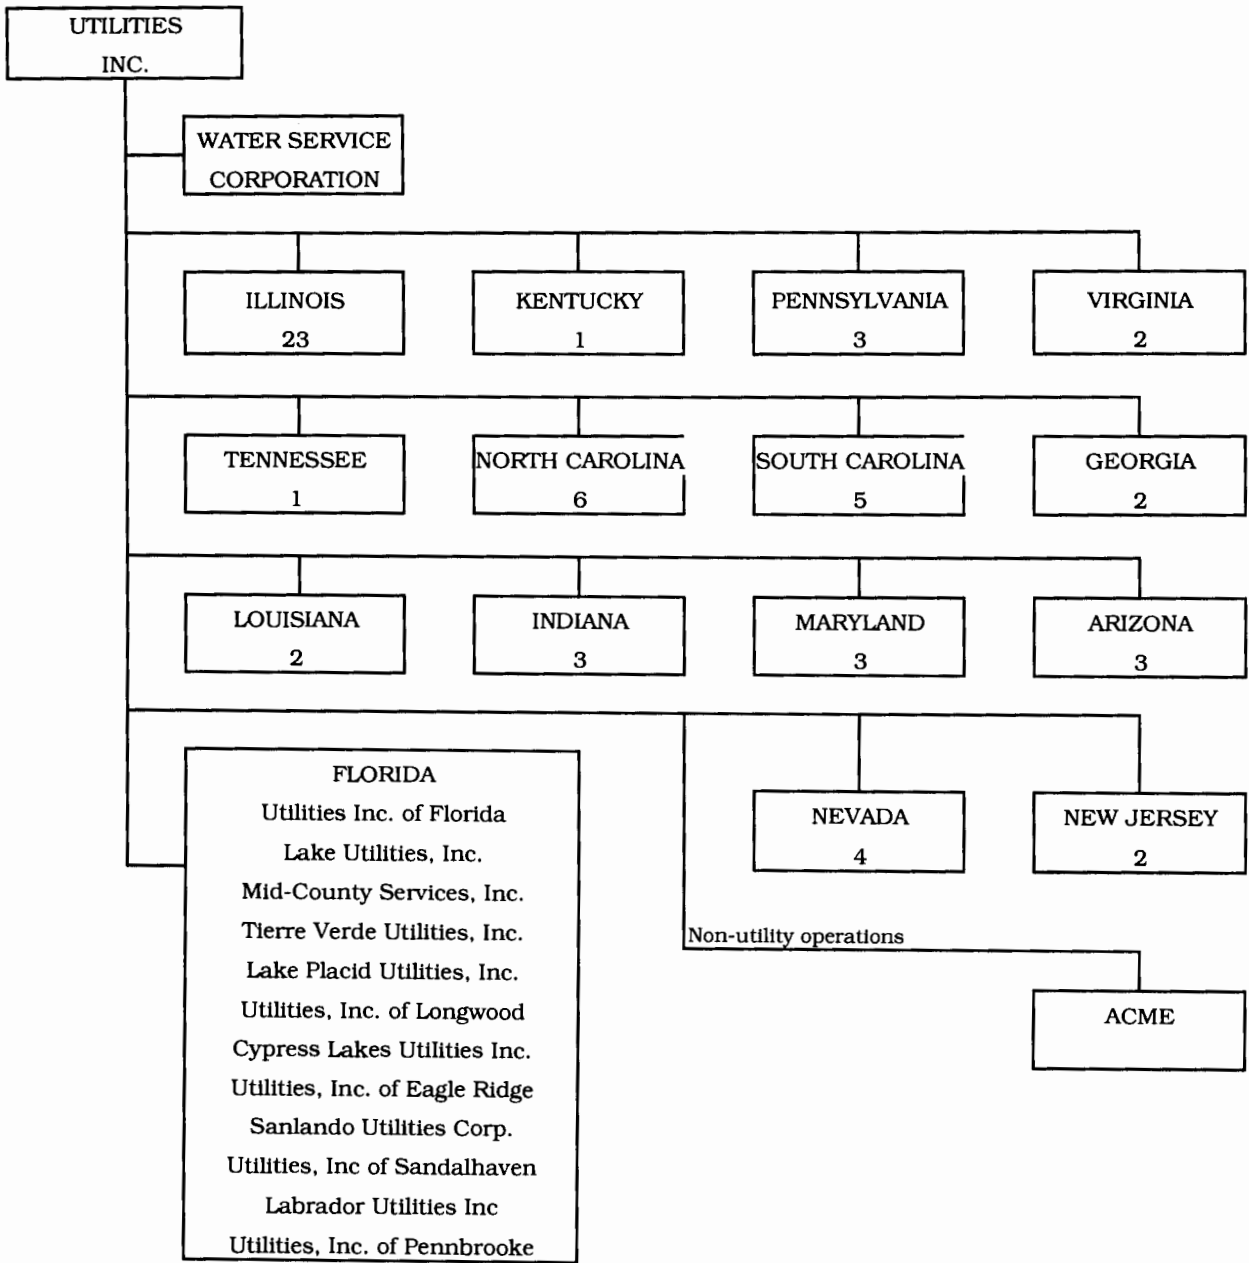 UTILITIES
INC.
WATER SERVICE
CORPORATION
ILLINOIS
23
KENTUCKY
1
PENNSYLVANIA
3
VIRGINIA
2
TENNESSEE
1
NORTH CAROLINA
6
SOUTH CAROLINA
5
GEORGIA
2
LOUISIANA
2
INDIANA
3
MARYLAND
3
ARIZONA
3
FLORIDA
Utilities Inc. of Florida
Lake Utilities, Inc.
Mid-County Services, Inc.
Tierre Verde Utilities, Inc.
Lake Placid Utilities, Inc.
Utilities, Inc. of Longwood
Cypress Lakes Utilities Inc.
Utilities, Inc. of Eagle Ridge
Sanlando Utilities Corp.
Utilities, Inc of Sandalhaven
Labrador Utilities Inc
Utilities, Inc. of Pennbrooke
NEVADA
4
NEW JERSEY
2
Non-utility operations
ACME